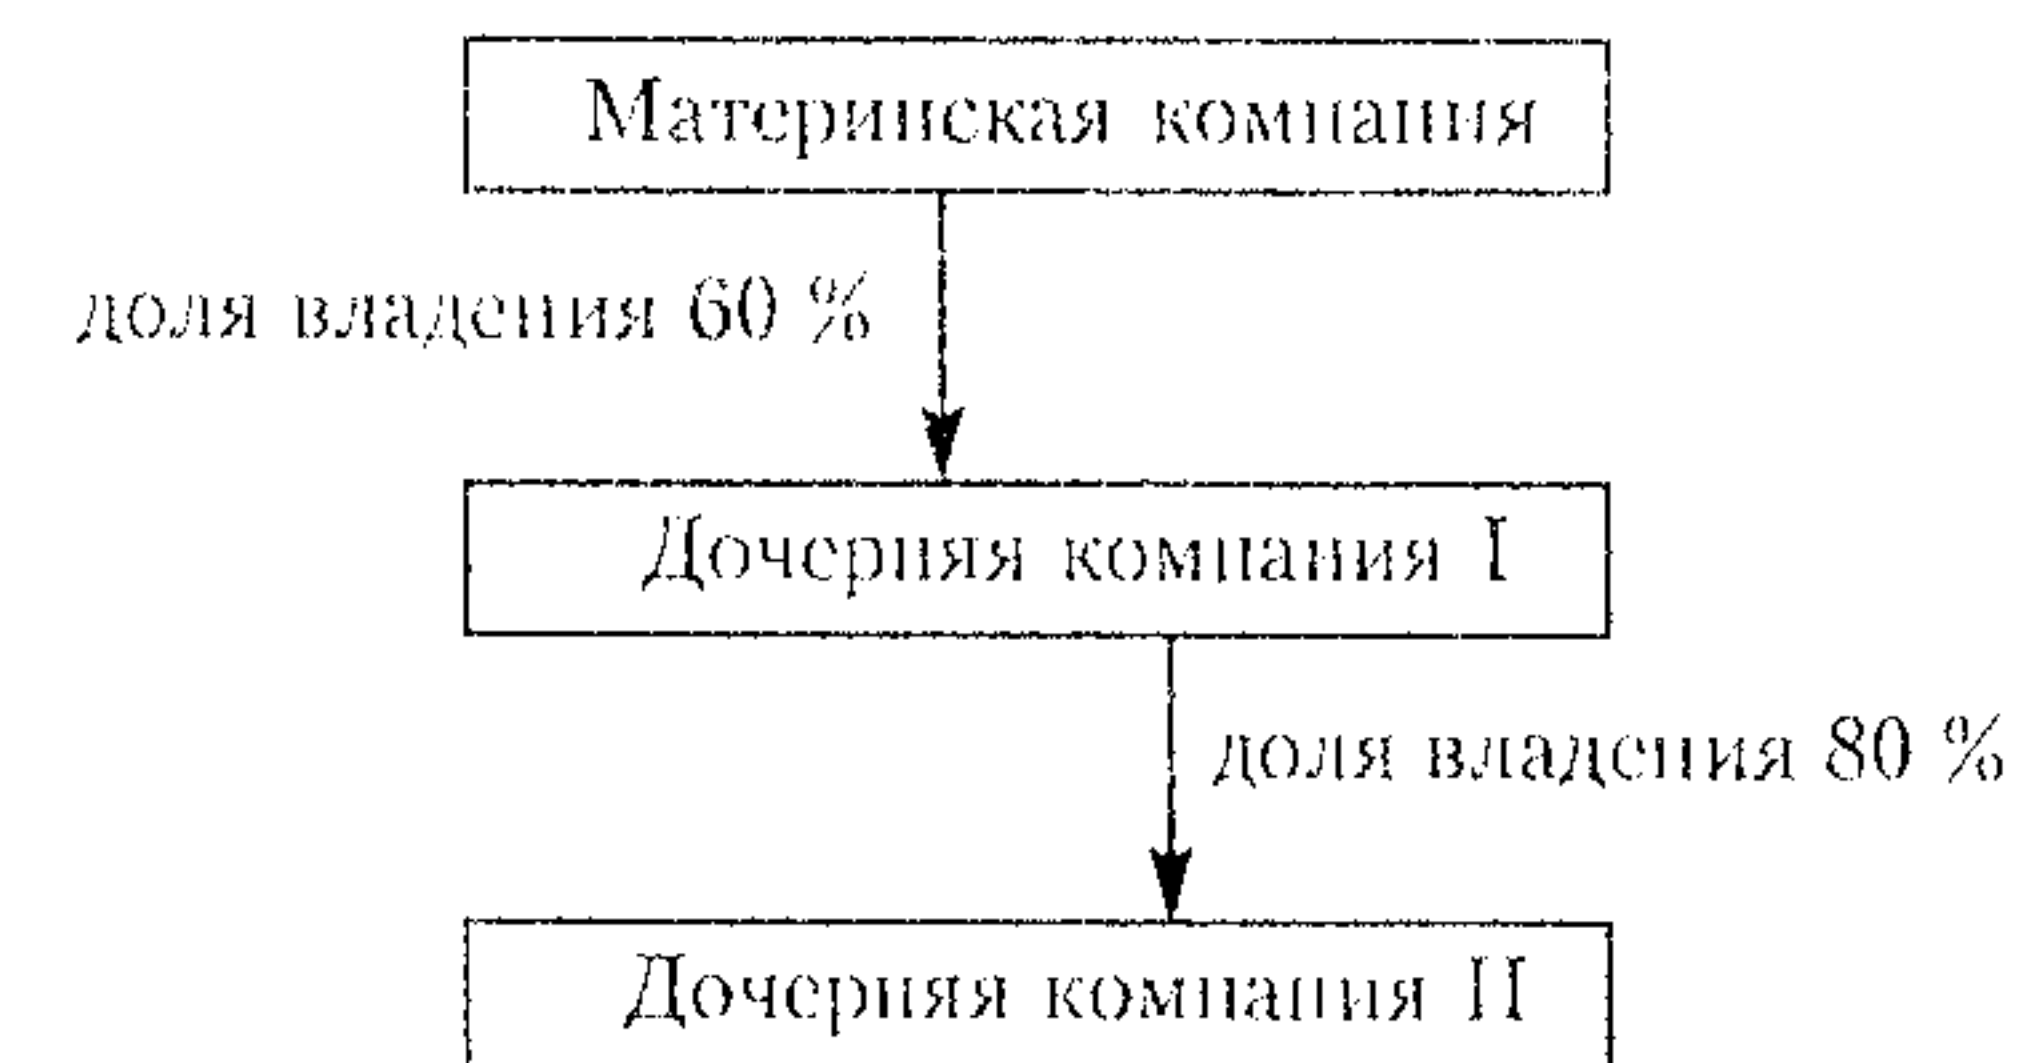 Материнская компания
доля владения 60 %
Дочерняя компания I
доля владения 80 %
Дочерняя компания II